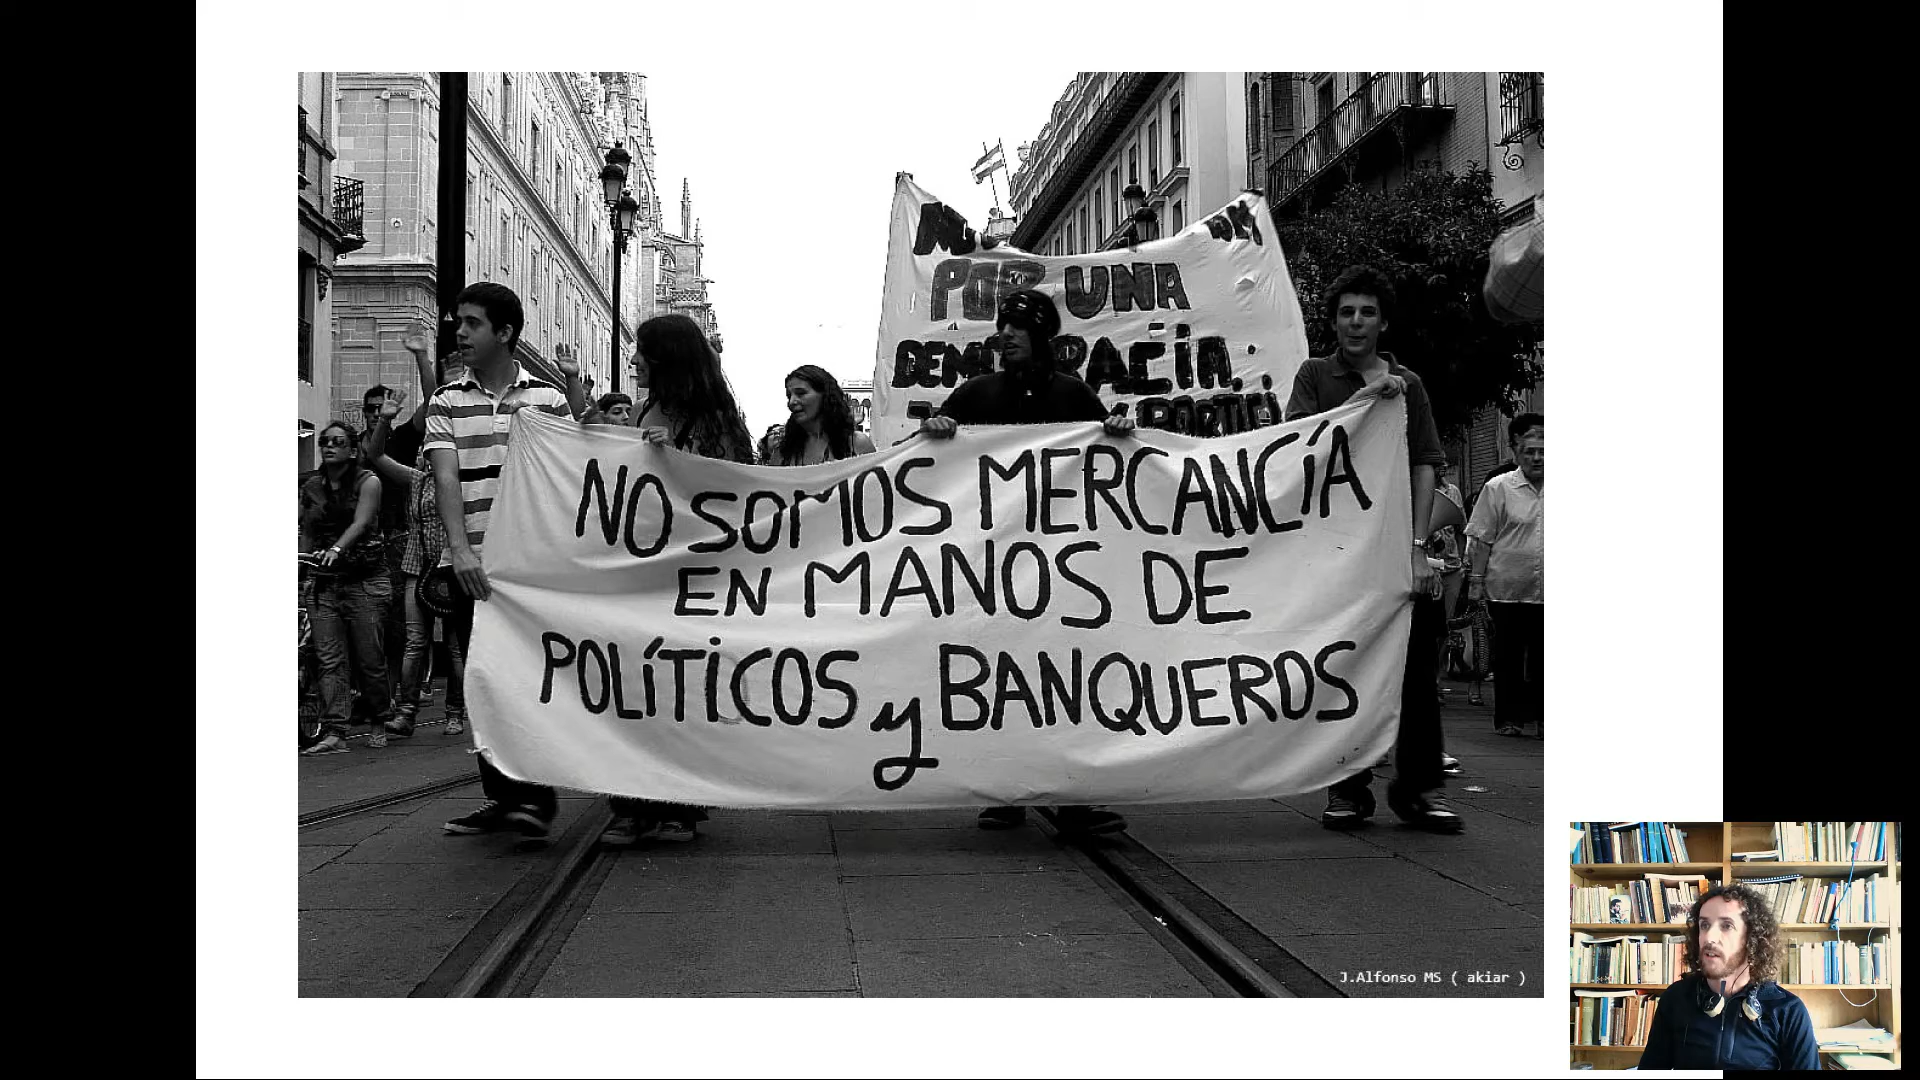 POR UNA
DEMOCRACIA
NO SOMOS MERCANCÍA
EN MANOS DE
POLÍTICOS y BANQUEROS
J.Alfonso MS ( akiar )